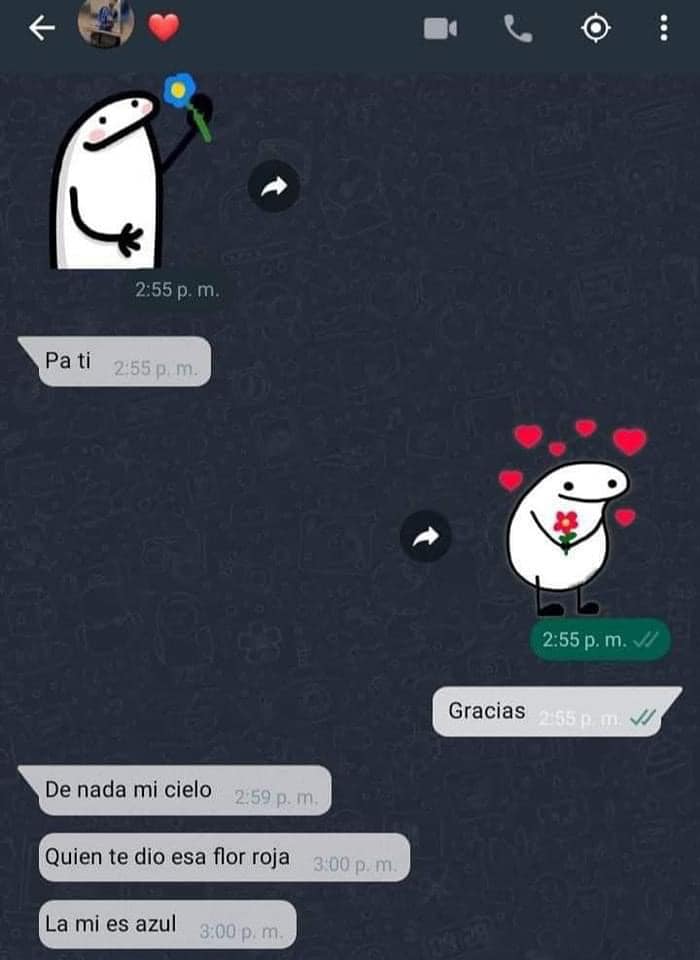 2:55 p. m.
Pa ti 2:55 p. m.
2:55 p. m.
Gracias 2:55 p. m.
De nada mi cielo 2:59 p. m.
Quien te dio esa flor roja 3:00 p. m.
La mi es azul 3:00 p. m.